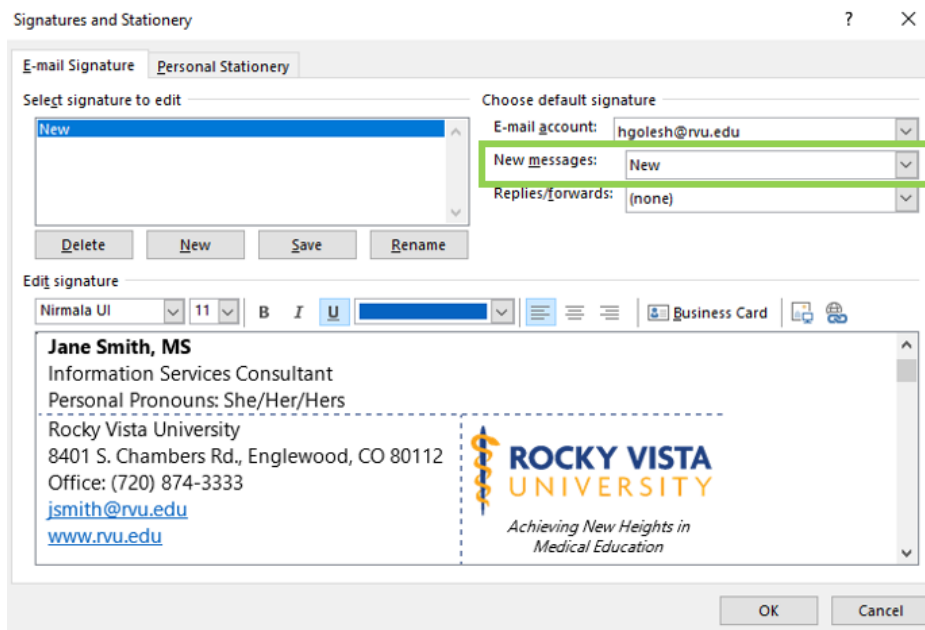 Signatures and Stationery
?
E-mail Signature
Personal Stationery
Select signature to edit
Choose default signature
New
E-mail account: hgolesh@rvu.edu
New messages: New
Replies/forwards: (none)
Delete New Save Rename
Edit signature
Nirmala UI 11 B I U Business Card
Jane Smith, MS
Information Services Consultant
Personal Pronouns: She/Her/Hers
Rocky Vista University
8401 S. Chambers Rd., Englewood, CO 80112
Office: (720) 874-3333
jsmith@rvu.edu
www.rvu.edu
ROCKY VISTA
UNIVERSITY
Achieving New Heights in
Medical Education
OK Cancel